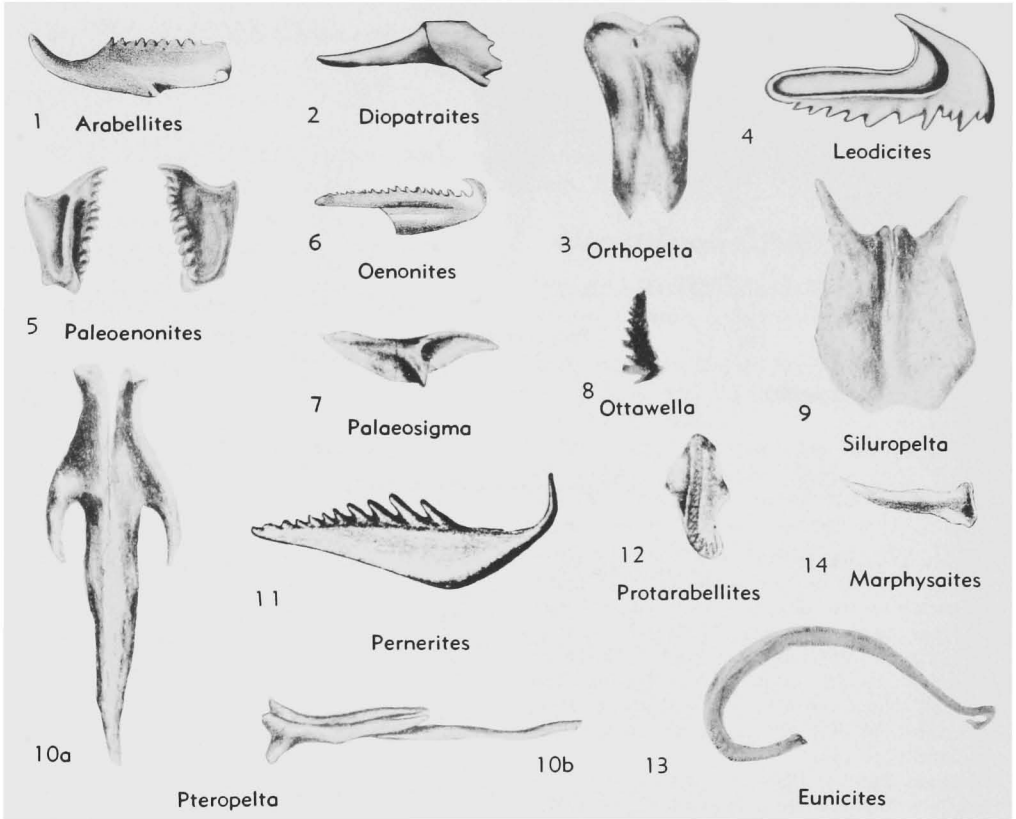 1 Arabellites
2 Diopatraites
3 Orthopelta
4
Leodicites
5 Paleoenonites
6
Oenonites
7
Palaeosigma
8
Ottawella
9
Siluropelta
10a
10b
Pteropelta
11
Pernerites
12
Protarabellites
13
Eunicites
14 Marphysaites